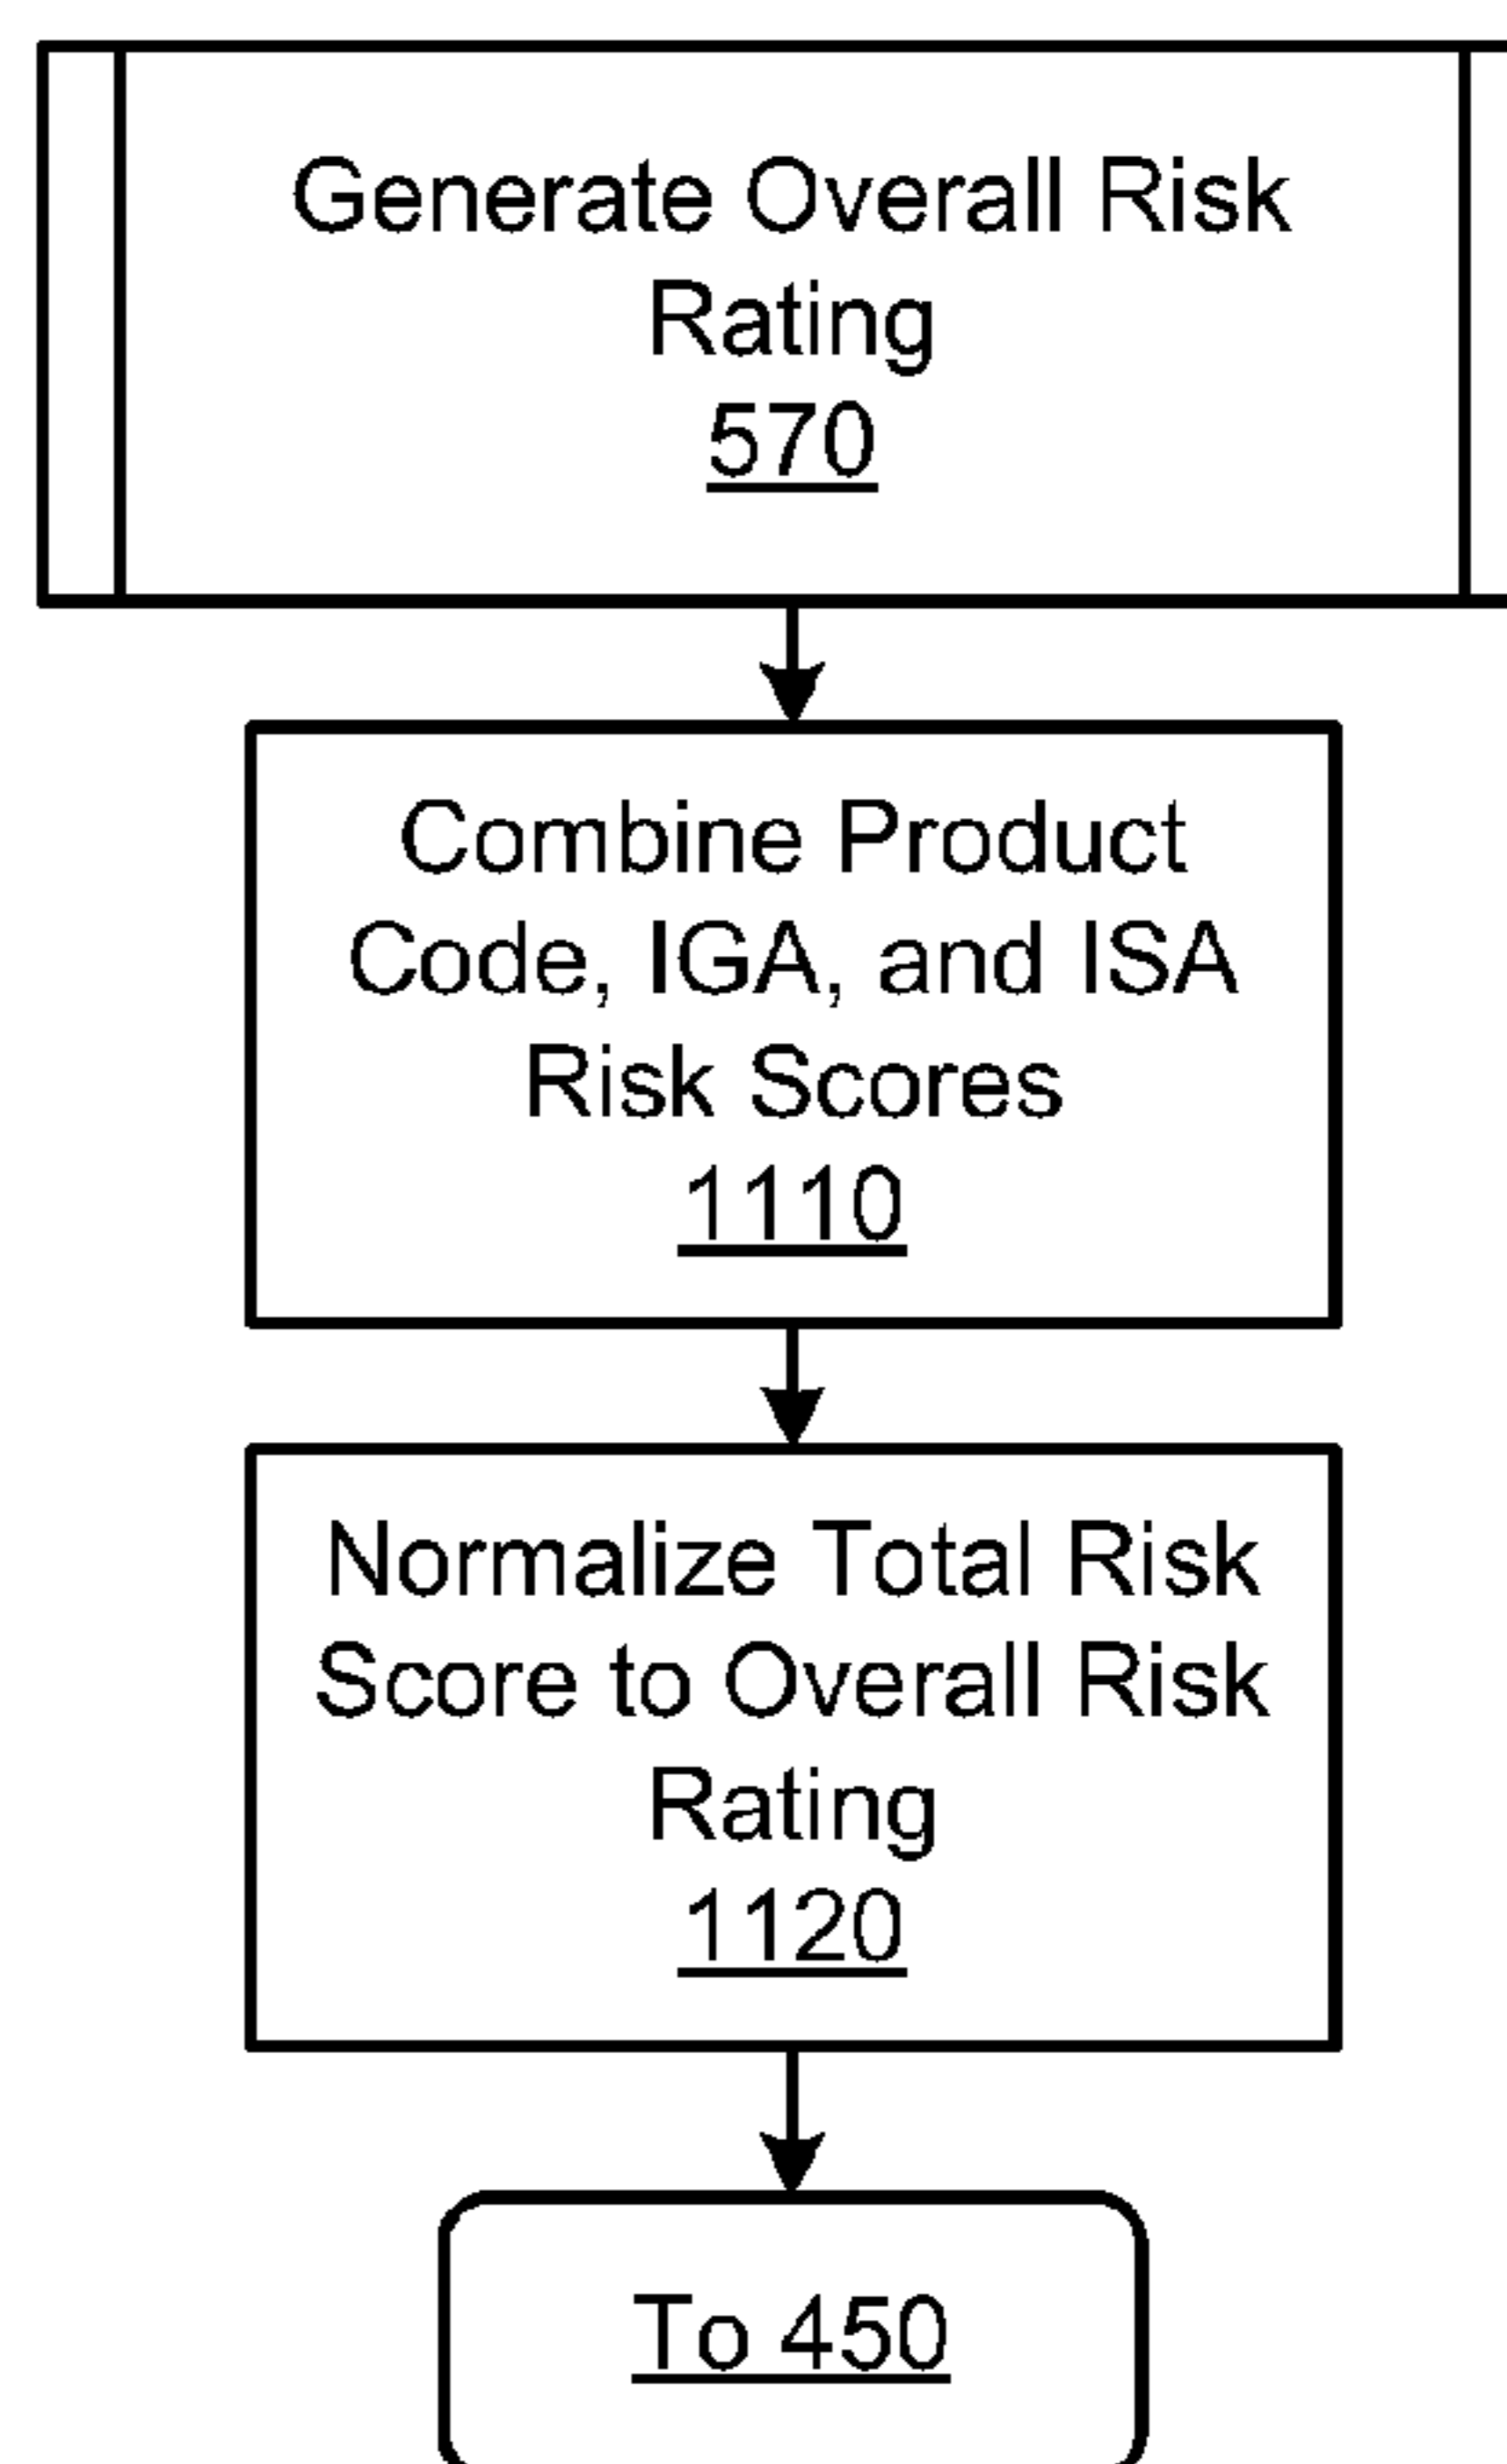 Generate Overall Risk
Rating
570
Combine Product
Code, IGA, and ISA
Risk Scores
1110
Normalize Total Risk
Score to Overall Risk
Rating
1120
To 450